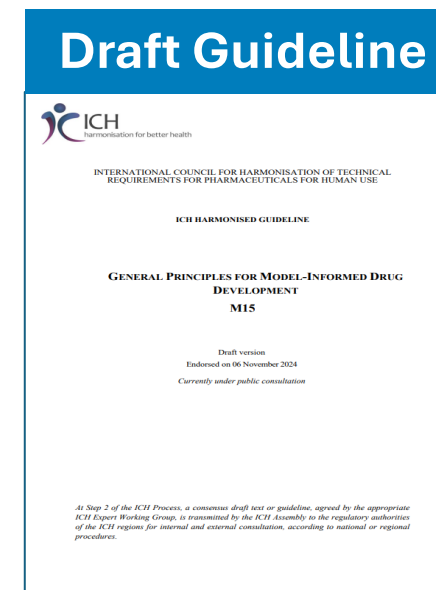 Draft Guideline
ICH
harmonisation for better health
INTERNATIONAL COUNCIL FOR HARMONISATION OF TECHNICAL
REQUIREMENTS FOR PHARMACEUTICALS FOR HUMAN USE
ICH HARMONISED GUIDELINE
GENERAL PRINCIPLES FOR MODEL-INFORMED DRUG
DEVELOPMENT
M15
Draft version
Endorsed on 06 November 2024
Currently under public consultation
At Step 2 of the ICH Process, a consensus draft text or guideline, agreed by the appropriate
ICH Expert Working Group, is transmitted by the ICH Assembly to the regulatory authorities
of the ICH regions for internal and external consultation, according to national or regional
procedures.